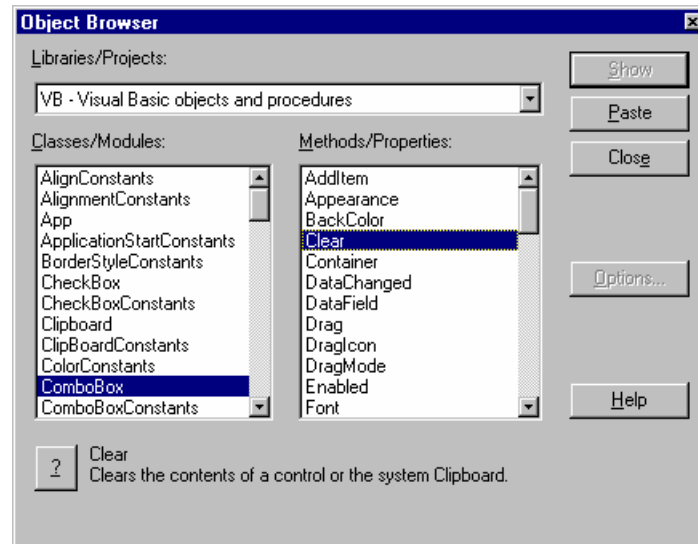 Object Browser
Libraries/Projects:
VB - Visual Basic objects and procedures
Classes/Modules:
AlignConstants
AlignmentConstants
App
ApplicationStartConstants
BorderStyleConstants
CheckBox
CheckBoxConstants
Clipboard
ClipBoardConstants
ColorConstants
ComboBox
ComboBoxConstants
Methods/Properties:
AddItem
Appearance
BackColor
Clear
Container
DataChanged
DataField
Drag
DragIcon
DragMode
Enabled
Font
Show
Paste
Close
Options...
Help
?
Clear
Clears the contents of a control or the system Clipboard.